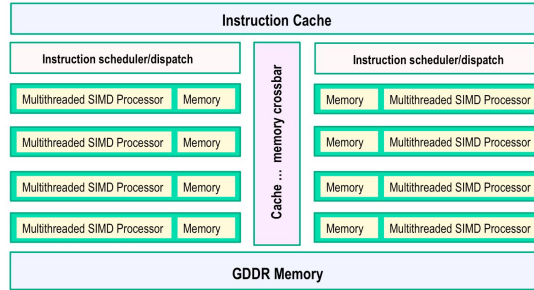 Instruction Cache
Instruction scheduler/dispatch
Multithreaded SIMD Processor Memory
Multithreaded SIMD Processor Memory
Multithreaded SIMD Processor Memory
Multithreaded SIMD Processor Memory
Cache ... memory crossbar
Instruction scheduler/dispatch
Memory Multithreaded SIMD Processor
Memory Multithreaded SIMD Processor
Memory Multithreaded SIMD Processor
Memory Multithreaded SIMD Processor
GDDR Memory